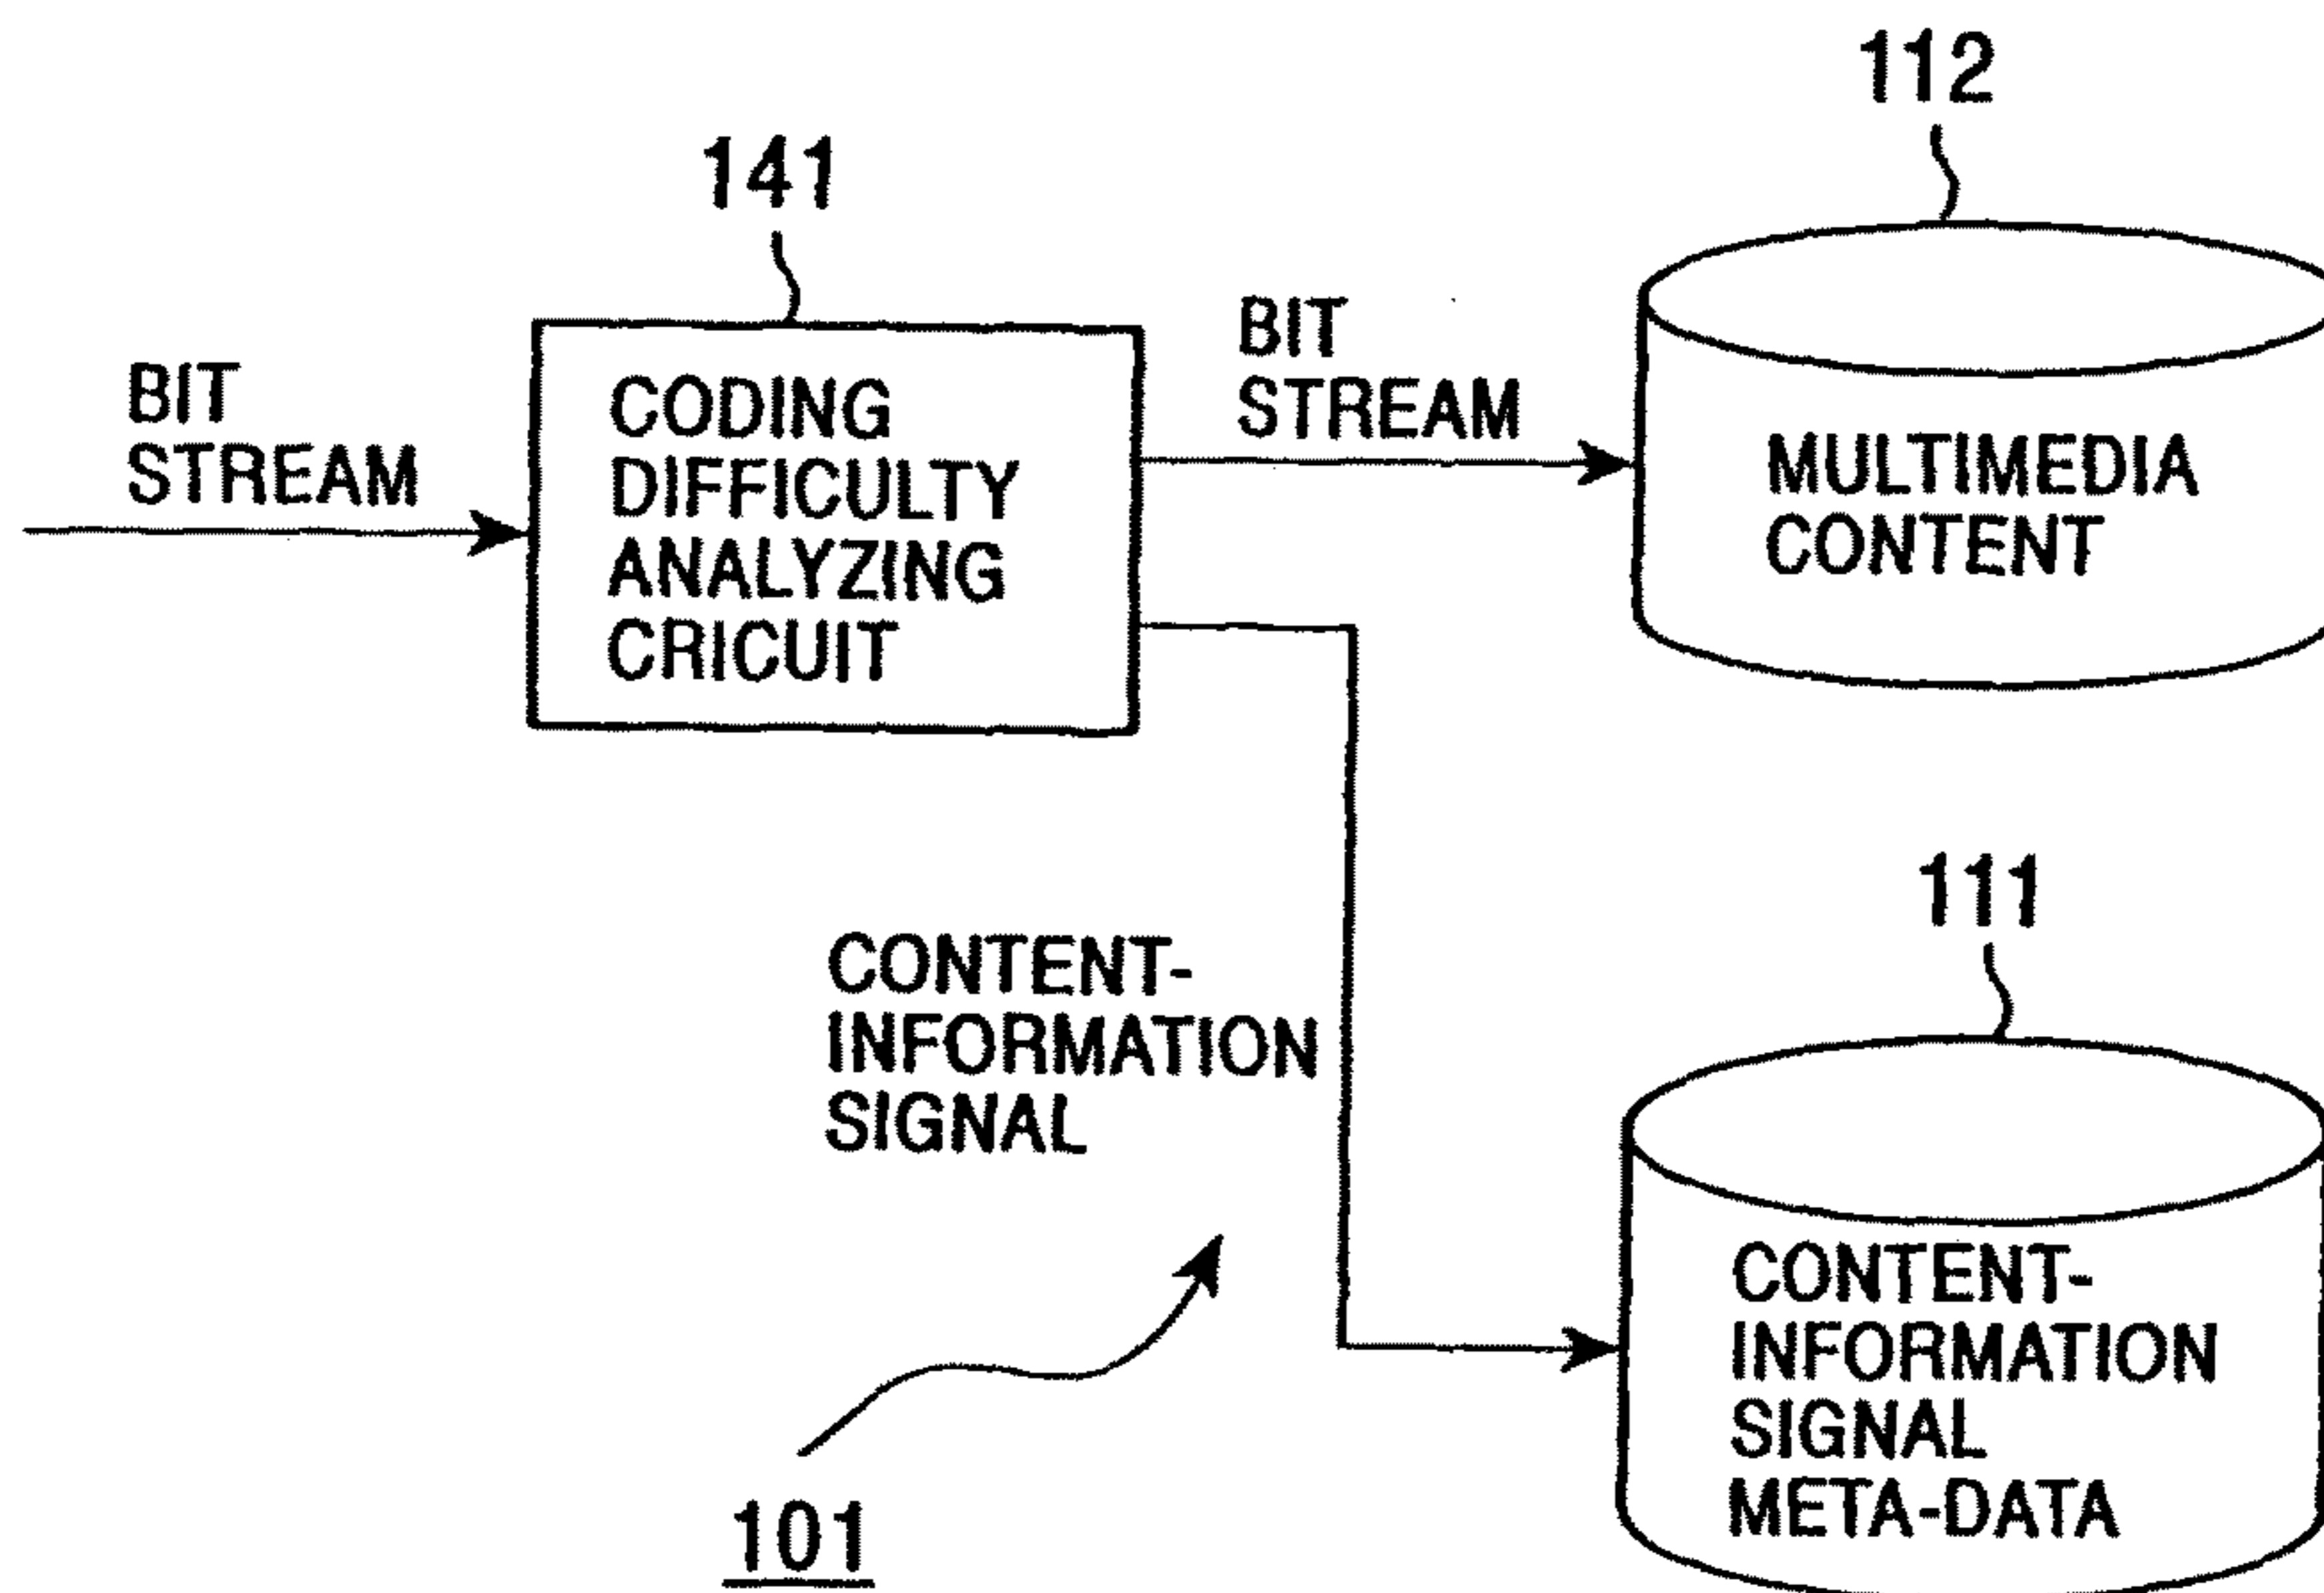 112
141
BIT
STREAM
CODING
DIFFICULTY
ANALYZING
CRICUIT
BIT
STREAM
MULTIMEDIA
CONTENT
111
CONTENT-
INFORMATION
SIGNAL
CONTENT-
INFORMATION
SIGNAL
META-DATA
101